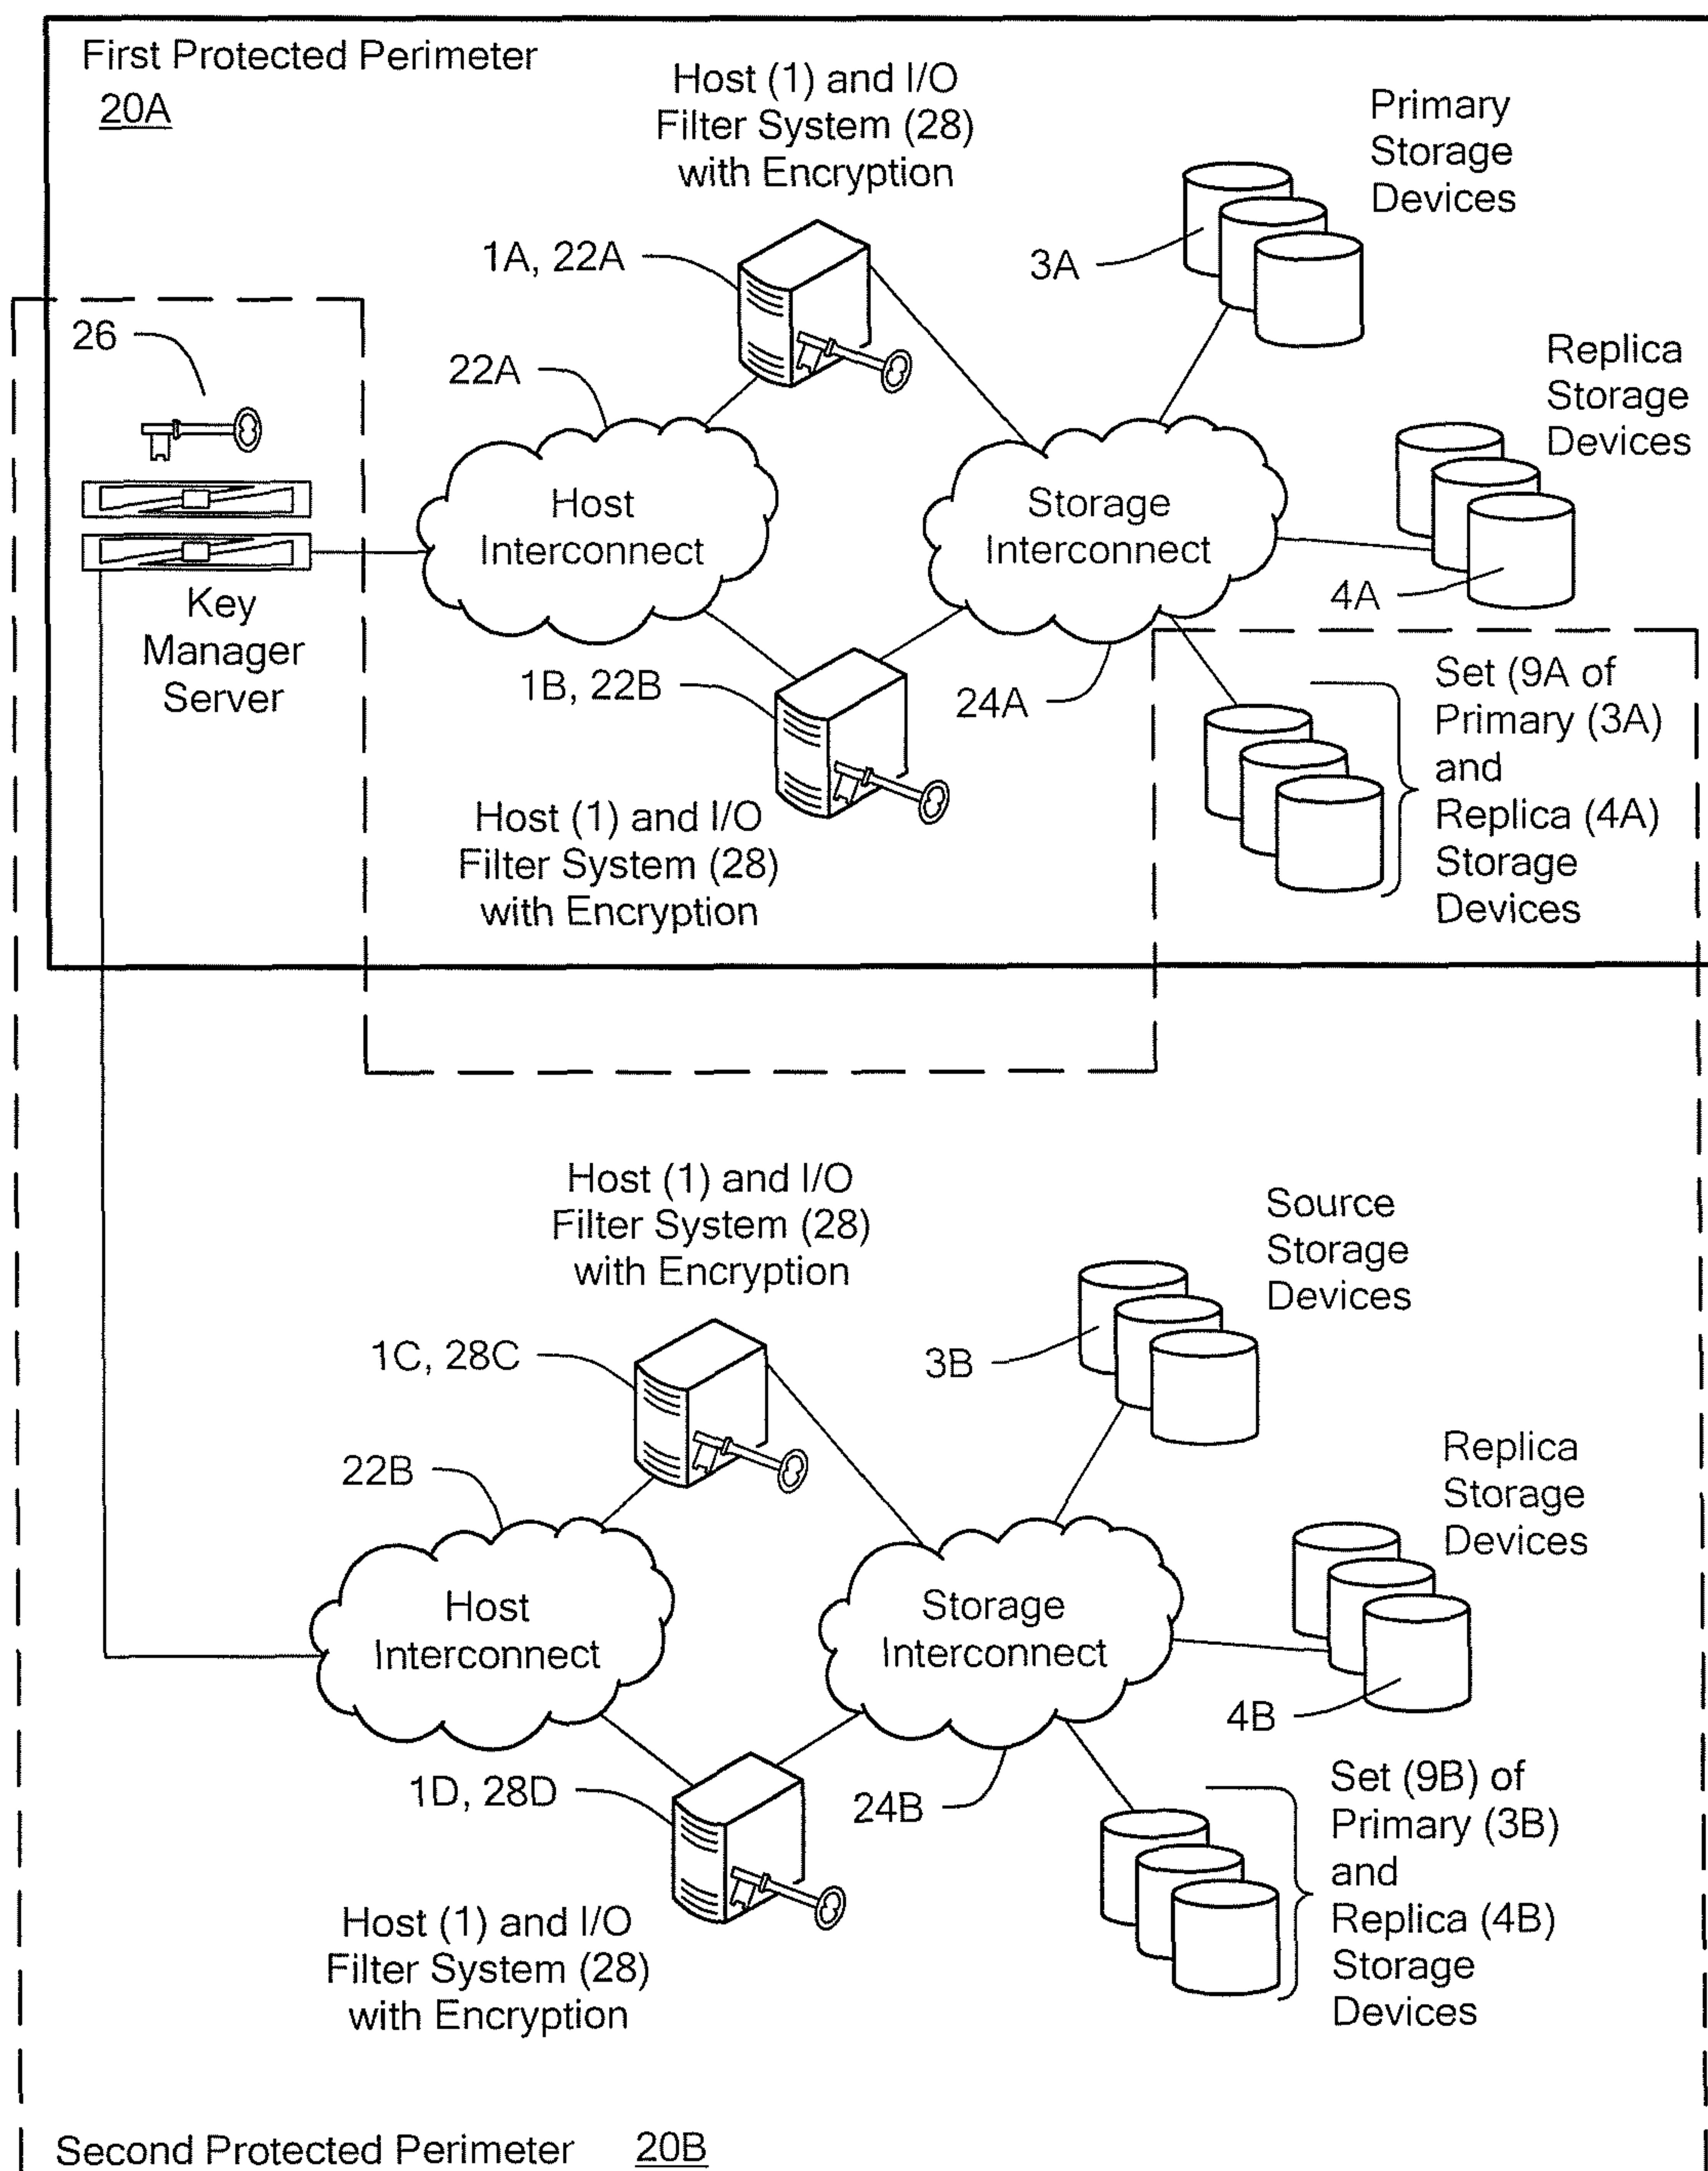 First Protected Perimeter
20A
Host (1) and I/O
Filter System (28)
with Encryption
Primary
Storage
Devices
1A, 22A
3A
26
22A
Replica
Storage
Devices
Host
Interconnect
Storage
Interconnect
4A
Key
Manager
Server
1B, 22B
24A
Set (9A of
Primary (3A)
and
Replica (4A)
Storage
Devices
Host (1) and I/O
Filter System (28)
with Encryption
Host (1) and I/O
Filter System (28)
with Encryption
Source
Storage
Devices
1C, 28C
3B
22B
Replica
Storage
Devices
Host
Interconnect
Storage
Interconnect
4B
1D, 28D
24B
Set (9B) of
Primary (3B)
and
Replica (4B)
Storage
Devices
Host (1) and I/O
Filter System (28)
with Encryption
Second Protected Perimeter 20B